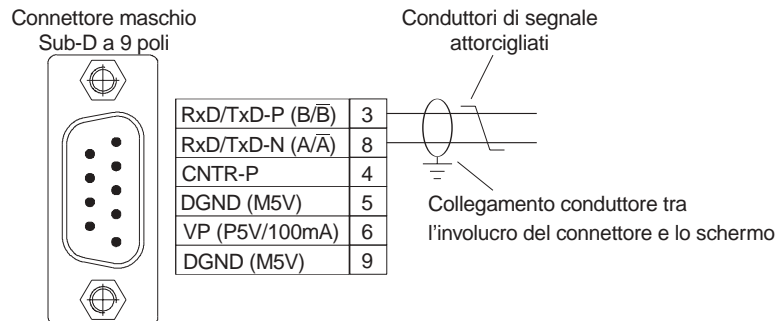 Connettore maschio
Sub-D a 9 poli
Conduttori di segnale
attorcigliati
RxD/TxD-P (B/B̅) 3
RxD/TxD-N (A/A̅) 8
CNTR-P 4
DGND (M5V) 5
VP (P5V/100mA) 6
DGND (M5V) 9
Collegamento conduttore tra
l'involucro del connettore e lo schermo